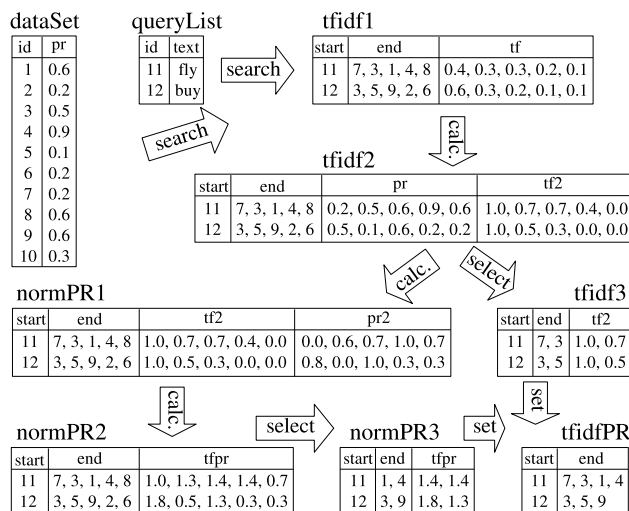 dataSet
id pr
1 0.6
2 0.2
3 0.5
4 0.9
5 0.1
6 0.2
7 0.2
8 0.6
9 0.6
10 0.3
queryList
id text
11 fly
12 buy
search
search
tfidf1
start end tf
11 7, 3, 1, 4, 8 0.4, 0.3, 0.3, 0.2, 0.1
12 3, 5, 9, 2, 6 0.6, 0.3, 0.2, 0.1, 0.1
calc.
tfidf2
start end pr tf2
11 7, 3, 1, 4, 8 0.2, 0.5, 0.6, 0.9, 0.6 1.0, 0.7, 0.7, 0.4, 0.0
12 3, 5, 9, 2, 6 0.5, 0.1, 0.6, 0.2, 0.2 1.0, 0.5, 0.3, 0.0, 0.0
calc.
select
normPR1
start end tf2 pr2
11 7, 3, 1, 4, 8 1.0, 0.7, 0.7, 0.4, 0.0 0.0, 0.6, 0.7, 1.0, 0.7
12 3, 5, 9, 2, 6 1.0, 0.5, 0.3, 0.0, 0.0 0.8, 0.0, 1.0, 0.3, 0.3
tfidf3
start end tf2
11 7, 3 1.0, 0.7
12 3, 5 1.0, 0.5
calc.
select
set
set
normPR2
start end tfpr
11 7, 3, 1, 4, 8 1.0, 1.3, 1.4, 1.4, 0.7
12 3, 5, 9, 2, 6 1.8, 0.5, 1.3, 0.3, 0.3
normPR3
start end tfpr
11 1, 4 1.4, 1.4
12 3, 9 1.8, 1.3
tfidfPR
start end
11 7, 3, 1, 4
12 3, 5, 9